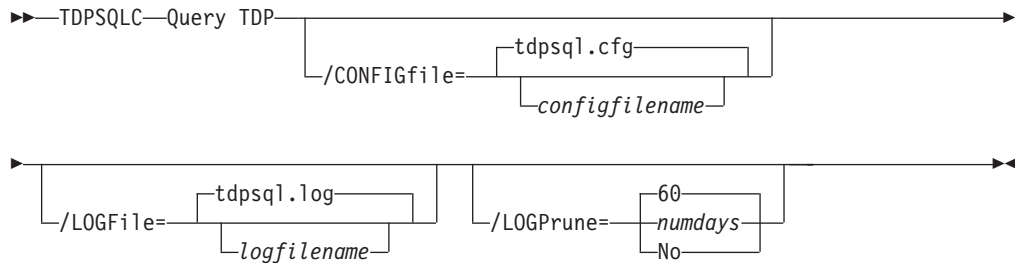 TDPSQLC Query TDP
tdpsql.cfg
/CONFIGfile=
configfilename
tdpsql.log
/LOGFile=
logfilename
60
/LOGPrune=
numdays
No